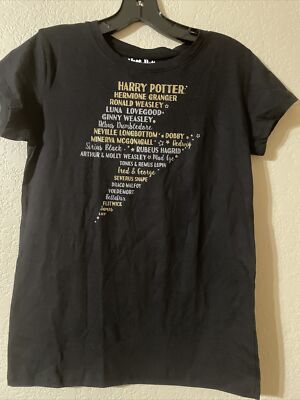 HARRY POTTER
HERMIONE GRANGER
RONALD WEASLEY
LUNA LOVEGOOD
GINNY WEASLEY
Albus Dumbledore
NEVILLE LONGBOTTOM DOBBY
MINERVA MCGONAGALL Hedwig
Sirius Black RUBEUS HAGRID
ARTHUR & MOLLY WEASLEY Mad-Eye
TONKS & REMUS LUPIN
Fred & George
SEVERUS SNAPE
DRACO MALFOY
VOLDEMORT
Bellatrix
FLITWICK
James
LILY